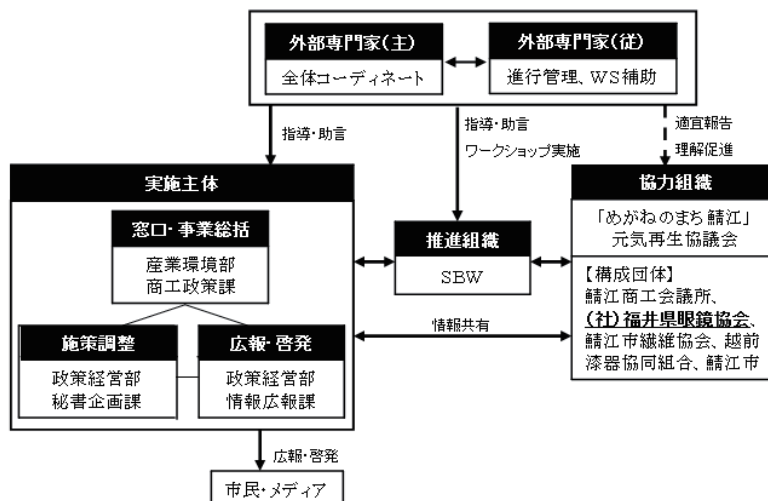 外部専門家(主)
全体コーディネート
外部専門家(従)
進行管理、WS補助
指導・助言
指導・助言
ワークショップ実施
適宜報告
理解促進
実施主体
窓口・事業総括
産業環境部
商工政策課
施策調整
政策経営部
秘書企画課
広報・啓発
政策経営部
情報広報課
推進組織
SBW
情報共有
協力組織
「めがねのまち鯖江」
元気再生協議会
【構成団体】
鯖江商工会議所、
(社)福井県眼鏡協会、
鯖江市繊維協会、越前
漆器協同組合、鯖江市
広報・啓発
市民・メディア